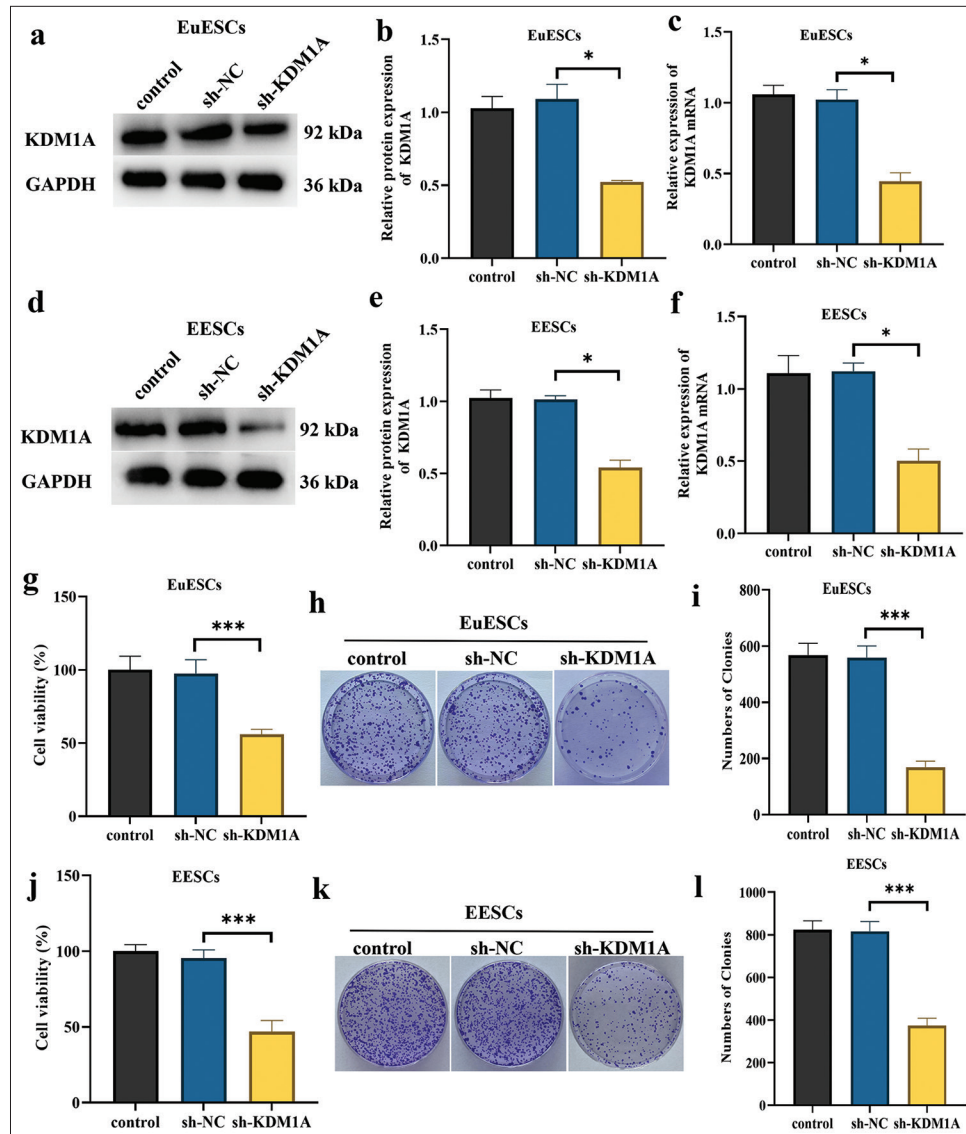 a
EuESCs
control
sh-NC
sh-KDM1A
KDM1A
92 kDa
GAPDH
36 kDa
b
EuESCs
Relative protein expression
of KDM1A
1.5
1.0
0.5
0.0
*
control
sh-NC
sh-KDM1A
c
EuESCs
Relative expression of
KDM1A mRNA
1.5
1.0
0.5
0.0
*
control
sh-NC
sh-KDM1A
d
EESCs
control
sh-NC
sh-KDM1A
KDM1A
92 kDa
GAPDH
36 kDa
e
EESCs
Relative protein expression
of KDM1A
1.5
1.0
0.5
0.0
*
control
sh-NC
sh-KDM1A
f
EESCs
Relative expression of
KDM1A mRNA
1.5
1.0
0.5
0.0
*
control
sh-NC
sh-KDM1A
g
EuESCs
Cell viability (%)
150
100
50
0
***
control
sh-NC
sh-KDM1A
h
EuESCs
control
sh-NC
sh-KDM1A
i
EuESCs
Numbers of Clonies
800
600
400
200
0
***
control
sh-NC
sh-KDM1A
j
EESCs
Cell viability (%)
150
100
50
0
***
control
sh-NC
sh-KDM1A
k
EESCs
control
sh-NC
sh-KDM1A
l
EESCs
Numbers of Clonies
1000
800
600
400
200
0
***
control
sh-NC
sh-KDM1A